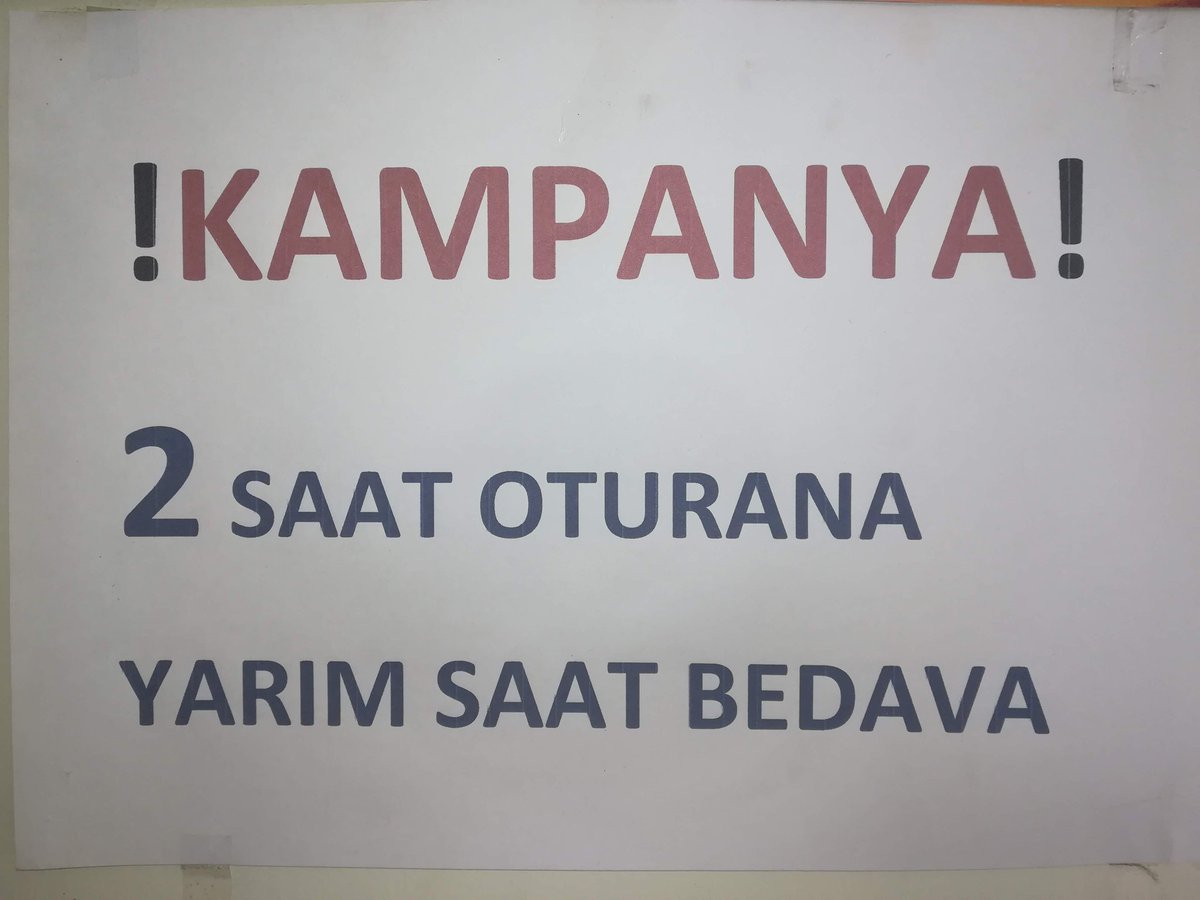 !KAMPANYA!
2 SAAT OTURANA
YARIM SAAT BEDAVA